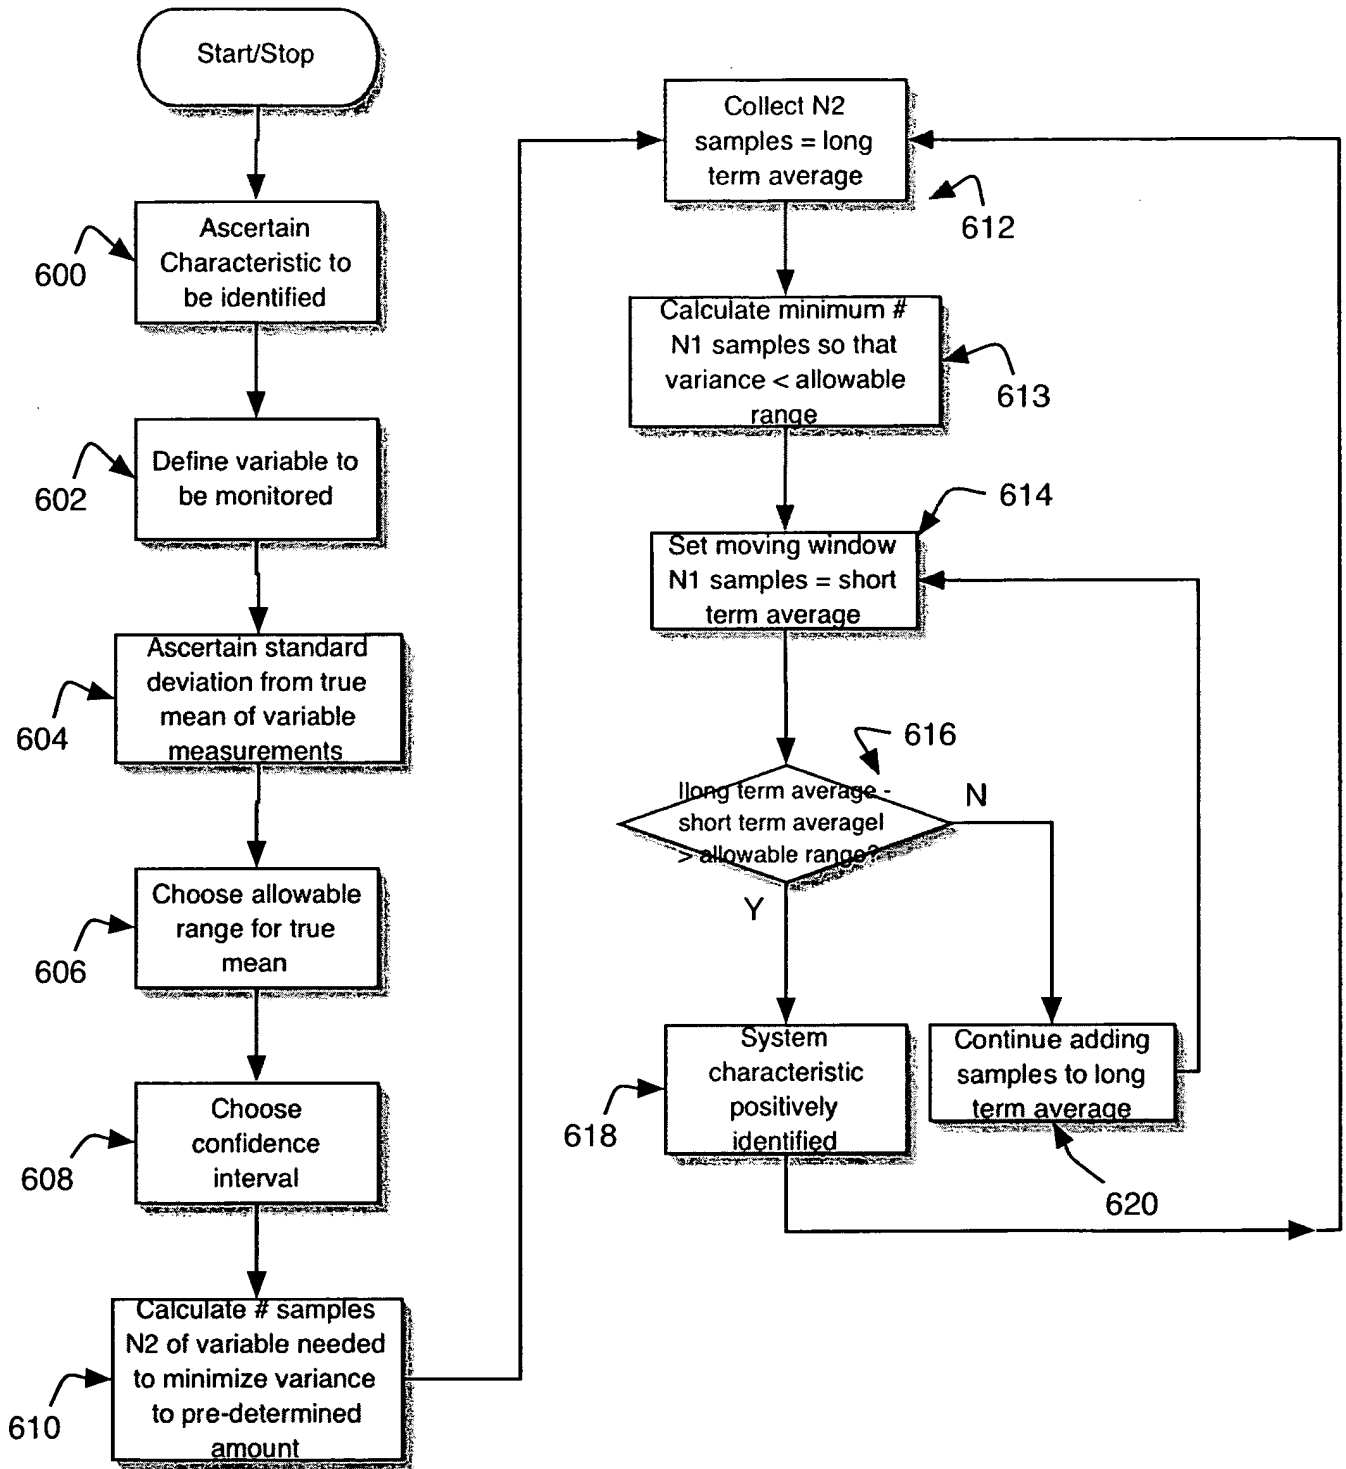 Start/Stop
Ascertain
Characteristic to
be identified
600
Define variable to
be monitored
602
Ascertain standard
deviation from true
mean of variable
measurements
604
Choose allowable
range for true
mean
606
Choose
confidence
interval
608
Calculate # samples
N2 of variable needed
to minimize variance
to pre-determined
amount
610
Collect N2
samples = long
term average
612
Calculate minimum #
N1 samples so that
variance < allowable
range
613
Set moving window
N1 samples = short
term average
614
|long term average -
short term average|
> allowable range?
616
N
Y
System
characteristic
positively
identified
618
Continue adding
samples to long
term average
620